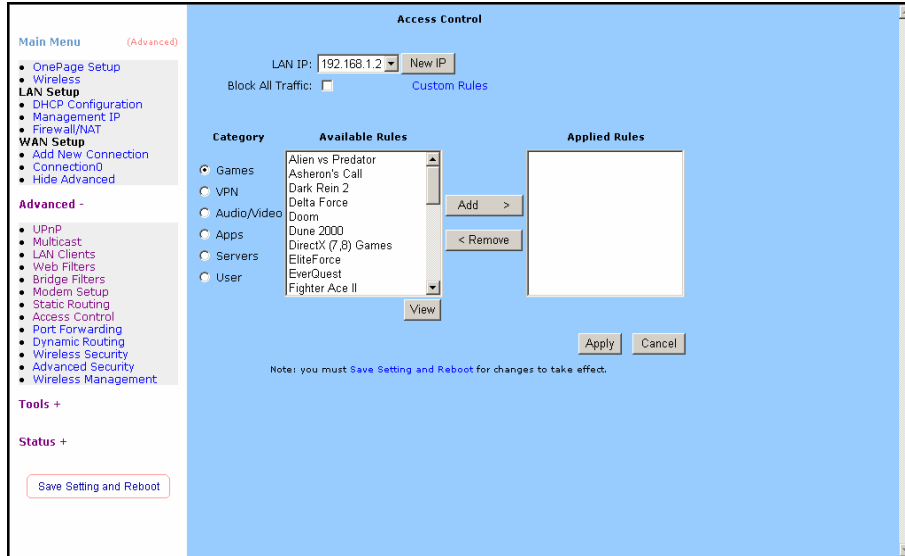 Access Control
Main Menu (Advanced)
OnePage Setup
Wireless
LAN Setup
DHCP Configuration
Management IP
Firewall/NAT
WAN Setup
Add New Connection
Connection0
Hide Advanced
Advanced -
UPnP
Multicast
LAN Clients
Web Filters
Bridge Filters
Modem Setup
Static Routing
Access Control
Port Forwarding
Dynamic Routing
Wireless Security
Advanced Security
Wireless Management
Tools +
Status +
Save Setting and Reboot
LAN IP: 192.168.1.2 New IP
Block All Traffic: Custom Rules
Category Available Rules Applied Rules
Games
VPN
Audio/Video
Apps
Servers
User
Alien vs Predator
Asheron's Call
Dark Rein 2
Delta Force
Doom
Dune 2000
DirectX (7,8) Games
EliteForce
EverQuest
Fighter Ace II
Add >
< Remove
View
Apply Cancel
Note: you must Save Setting and Reboot for changes to take effect.